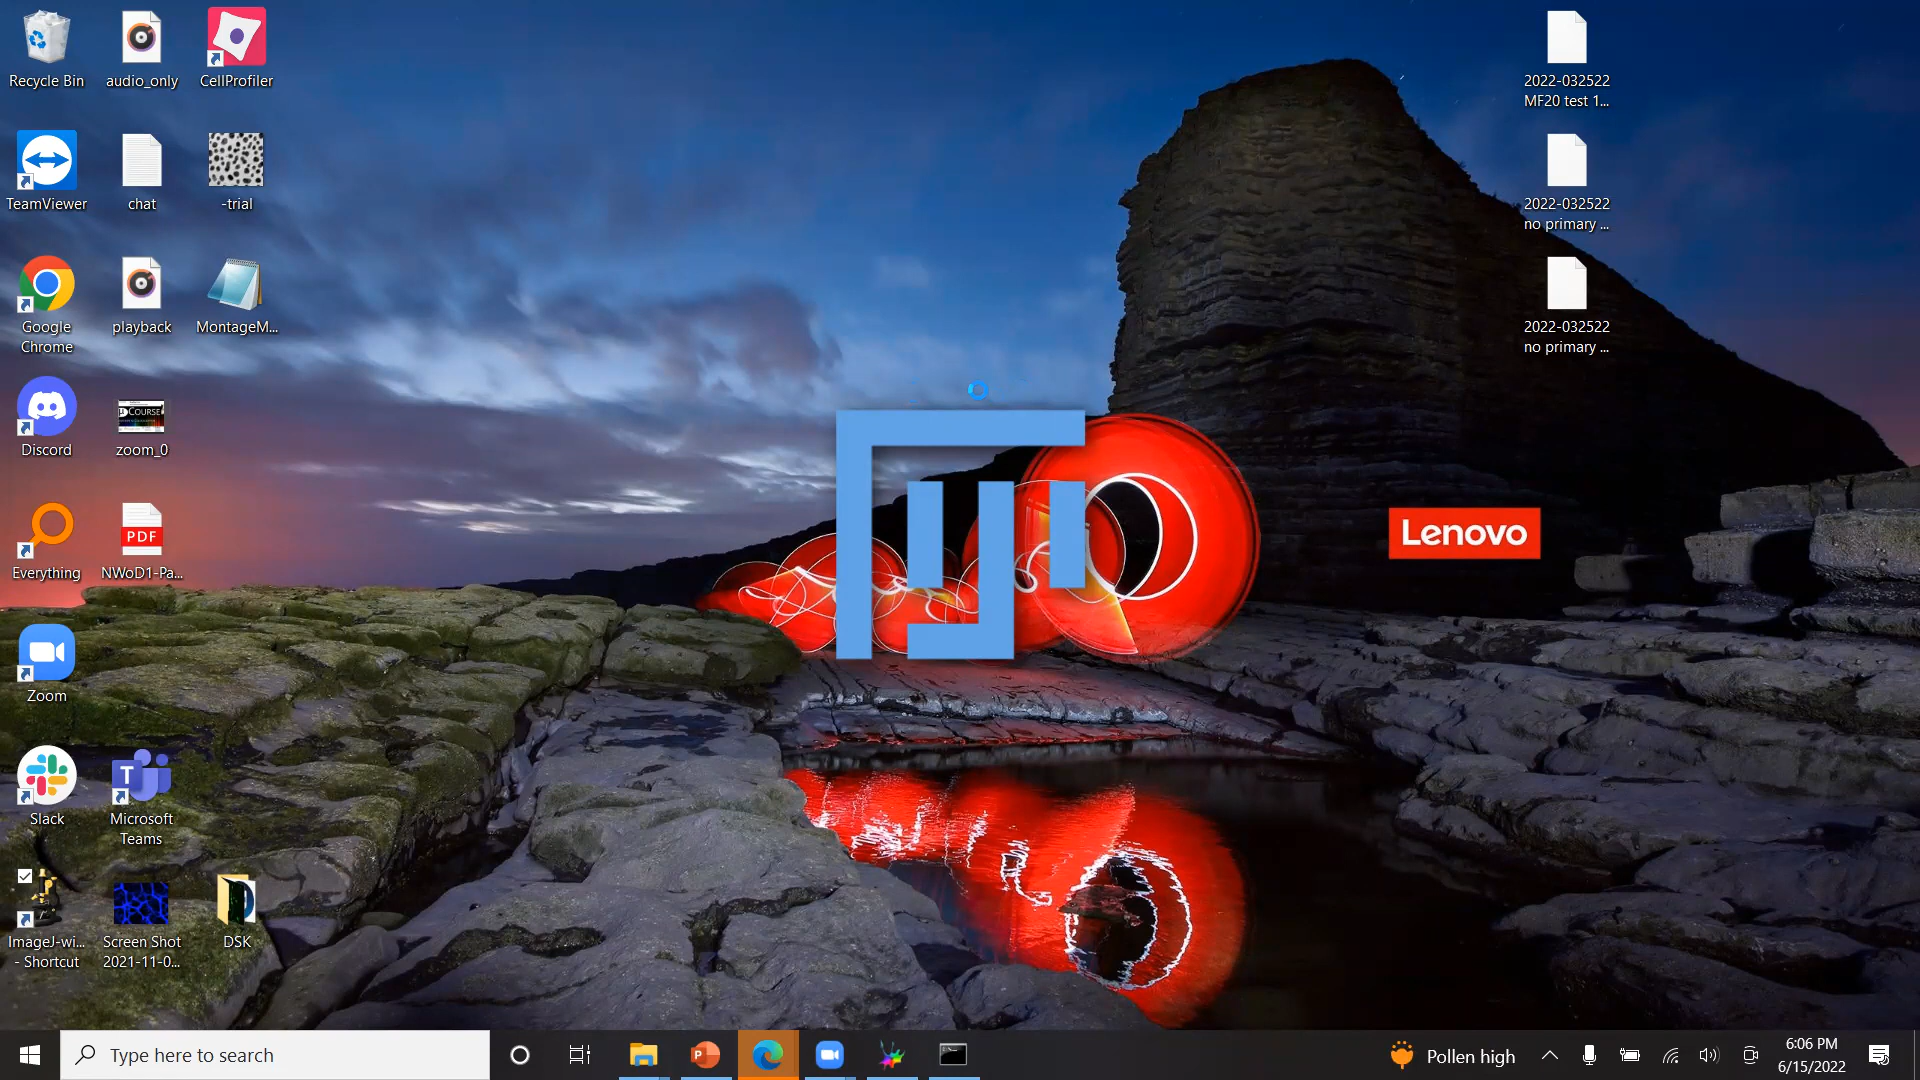 Recycle Bin
audio_only
CellProfiler
TeamViewer
chat
-trial
Google
Chrome
playback
MontageM...
Discord
COURSE
zoom_0
Everything
PDF
NWoD1-Pa...
Zoom
Slack
T
Microsoft
Teams
ImageJ-wi...
- Shortcut
Screen Shot
2021-11-0...
DSK
2022-032522
MF20 test 1...
2022-032522
no primary ...
2022-032522
no primary ...
Lenovo
Type here to search
P
Pollen high
6:06 PM
6/15/2022